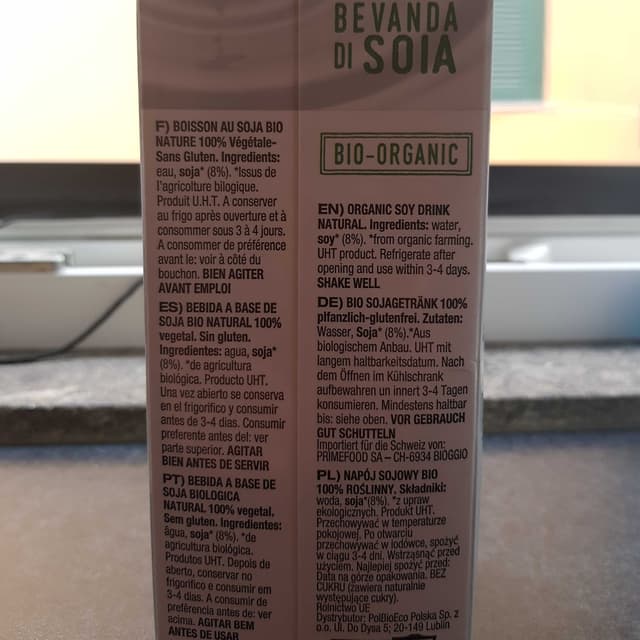 BEVANDA
DI SOIA
BIO-ORGANIC
F) BOISSON AU SOJA BIO
NATURE 100% Végétale-
Sans Gluten. Ingredients:
eau, soja* (8%). *Issus de
l'agriculture bilogique.
Produit U.H.T. A conserver
au frigo après ouverture et à
consommer sous 3 à 4 jours.
A consommer de préférence
avant le: voir à côté du
bouchon. BIEN AGITER
AVANT EMPLOI
ES) BEBIDA A BASE DE
SOJA BIO NATURAL 100%
vegetal. Sin gluten.
Ingredientes: agua, soja*
(8%). *de agricultura
biológica. Producto UHT.
Una vez abierto se conserva
en el frigorifico y consumir
antes de 3-4 dias. Consumir
preferente antes del: ver
parte superior. AGITAR
BIEN ANTES DE SERVIR
PT) BEBIDA A BASE DE
SOJA BIOLOGICA
NATURAL 100% vegetal.
Sem gluten. Ingredientes:
água, soja* (8%). *de
agricultura biológica.
Produtos UHT. Depois de
aberto, conservar no
frigorifico e consumir em
3-4 dias. A consumir de
preferência antes de: ver
acima. AGITAR BEM
ANTES DE USAR
EN) ORGANIC SOY DRINK
NATURAL. Ingredients: water,
soy* (8%). *from organic farming.
UHT product. Refrigerate after
opening and use within 3-4 days.
SHAKE WELL
DE) BIO SOJAGETRÄNK 100%
plfanzlich-glutenfrei. Zutaten:
Wasser, Soja* (8%).*Aus
biologischem Anbau. UHT mit
langem haltbarkeitsdatum. Nach
dem Öffnen im Kühlschrank
aufbewahren un innert 3-4 Tagen
konsumieren. Mindestens haltbar
bis: siehe oben. VOR GEBRAUCH
GUT SCHUTTELN
Importiert für die Schweiz von:
PRIMEFOOD SA – CH-6934 BIOGGIO
PL) NAPÓJ SOJOWY BIO
100% ROŚLINNY. Składniki:
woda, soja*(8%). *z upraw
ekologicznych. Produkt UHT.
Przechowywać w temperaturze
pokojowej. Po otwarciu
przechowywać w lodówce, spożyć
w ciągu 3-4 dni. Wstrząsnąć przed
użyciem. Najlepiej spożyć przed:
Data na górze opakowania. BEZ
CUKRU (zawiera naturalnie
występujące cukry).
Rolnictwo UE
Dystrybutor: PolBioEco Polska Sp. z
o.o. Ul. Do Dysa 5; 20-149 Lublin